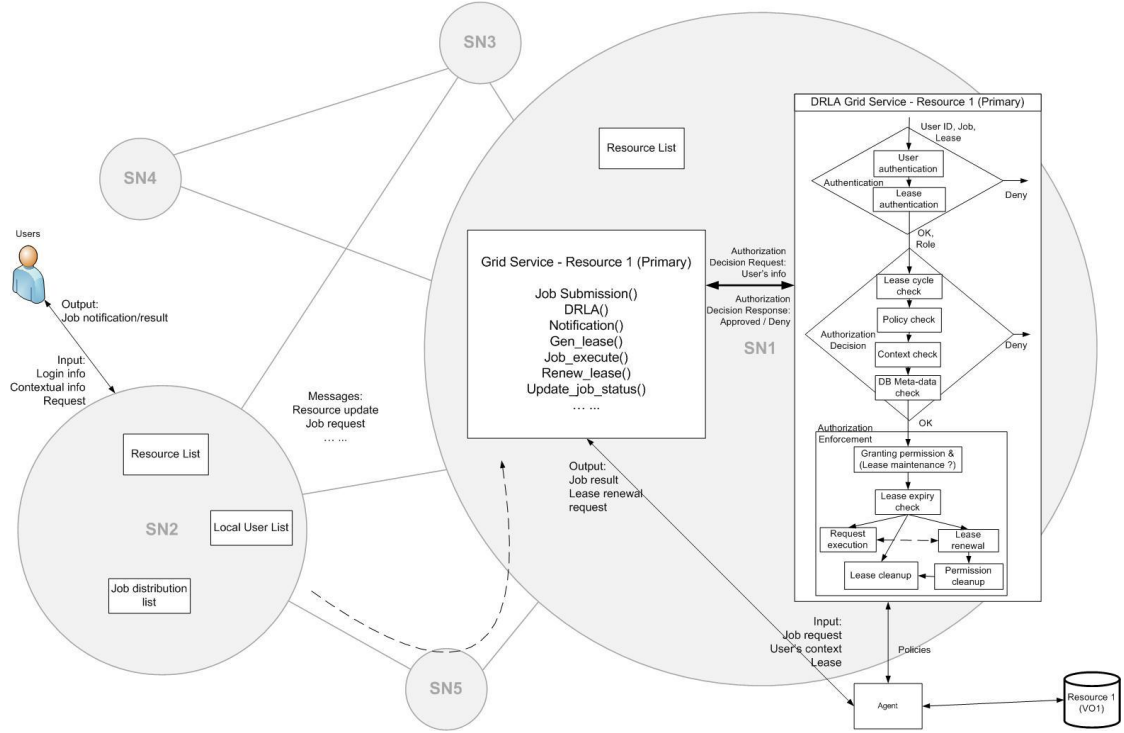 SN3
SN4
Users
Output:
Job notification/result
Input:
Login info
Contextual info
Request
Messages:
Resource update
Job request
... ...
Resource List
SN2
Local User List
Job distribution
list
SN5
Resource List
Grid Service - Resource 1 (Primary)
Job Submission()
DRLA()
Notification()
Gen_lease()
Job_execute()
Renew_lease()
Update_job_status()
... ...
Authorization
Decision Request:
User's info
Authorization
Decision Response:
Approved / Deny
SN1
Output:
Job result
Lease renewal
request
DRLA Grid Service - Resource 1 (Primary)
User ID, Job,
Lease
User
authentication
Authentication
Lease
authentication
Deny
OK,
Role
Lease cycle
check
Policy check
Authorization
Decision
Context check
Deny
DB Meta-data
check
OK
Authorization
Enforcement
Granting permission &
(Lease maintenance ?)
Lease expiry
check
Request
execution
Lease
renewal
Lease cleanup
Permission
cleanup
Input:
Job request
User's context
Lease
Policies
Agent
Resource 1
(VO1)